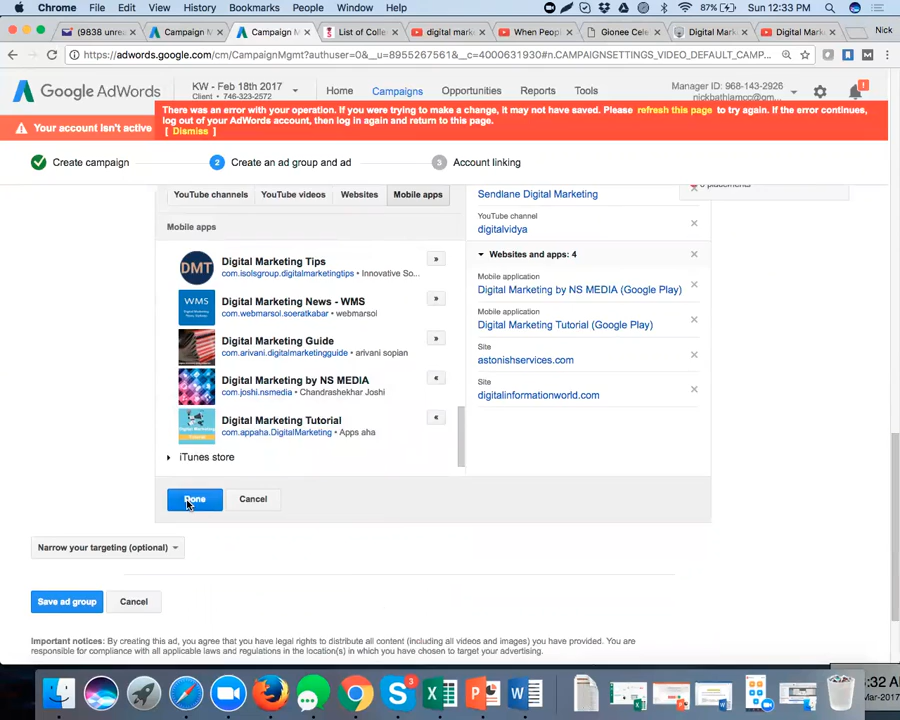 Chrome File Edit View History Bookmarks People Window Help 87% Sun 12:33 PM
(9838 unre Campaign M Campaign M List of Colle digital marke When People Gionee Cele Digital Mark Digital Mark Nick
https://adwords.google.com/cm/CampaignMgmt?authuser=0&__u=8955267561&__c=4000631930#n.CAMPAIGNSETTINGS_VIDEO_DEFAULT_CAMP...
Google AdWords
KW - Feb 18th 2017
Client ID: 746-323-2572
Home Campaigns Opportunities Reports Tools
Manager ID: 968-143-2926
nickbathlamcc@gm...
Your account isn't active
There was an error with your operation. If you were trying to make a change, it may not have saved. Please refresh this page to try again. If the error continues,
log out of your AdWords account, then log in again and return to this page.
[ Dismiss ]
Create campaign 2 Create an ad group and ad 3 Account linking
YouTube channels YouTube videos Websites Mobile apps
Mobile apps
Digital Marketing Tips
com.isolsgroup.digitalmarketingtips • Innovative So...
WMS
Digital Marketing News - WMS
com.webmarsol.soeratkabar • webmarsol
Digital Marketing Guide
com.arivani.digitalmarketingguide • arivani sopian
Digital Marketing by NS MEDIA
com.joshi.nsmedia • Chandrashekhar Joshi
Digital Marketing Tutorial
com.appaha.DigitalMarketing • Apps aha
iTunes store
Sendlane Digital Marketing
YouTube channel
digitalvidya
Websites and apps: 4
Mobile application
Digital Marketing by NS MEDIA (Google Play)
Mobile application
Digital Marketing Tutorial (Google Play)
Site
astonishservices.com
Site
digitalinformationworld.com
placements
Done Cancel
Narrow your targeting (optional)
Save ad group Cancel
Important notices: By creating this ad, you agree that you have legal rights to distribute all content (including all videos and images) you have provided. You are
responsible for compliance with all applicable laws and regulations in the location(s) in which you have chosen to target your advertising.
3
:32 AM
Mar-2017